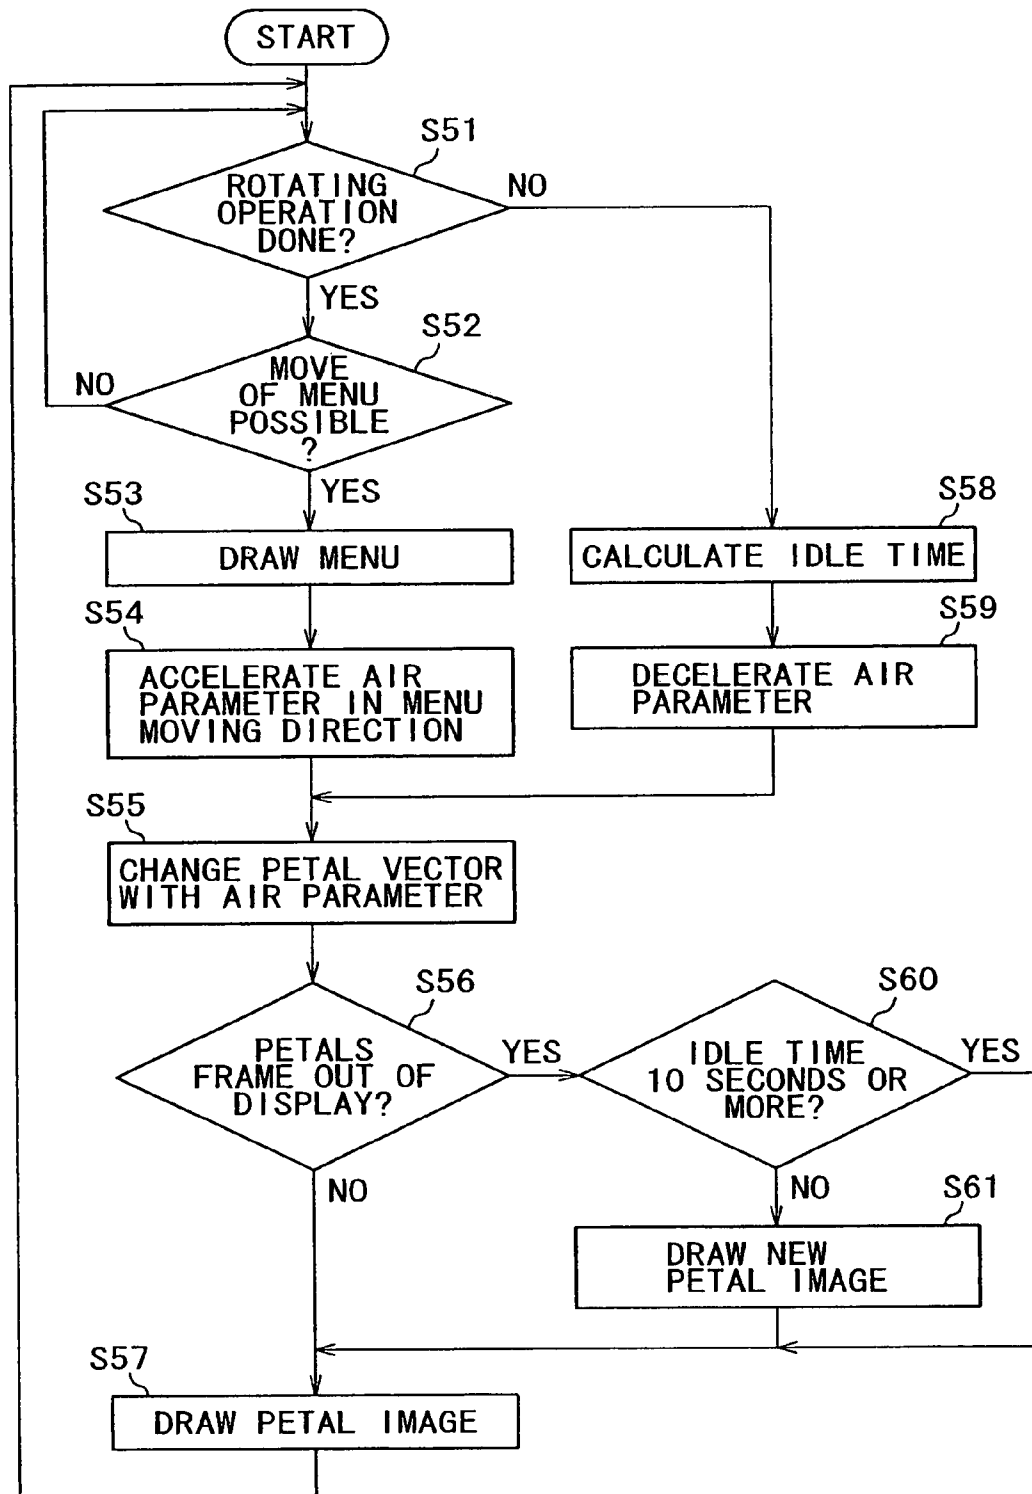 START
S51
ROTATING
OPERATION
DONE?
NO
YES
S52
MOVE
OF MENU
POSSIBLE
?
NO
YES
S53
DRAW MENU
S58
CALCULATE IDLE TIME
S54
ACCELERATE AIR
PARAMETER IN MENU
MOVING DIRECTION
S59
DECELERATE AIR
PARAMETER
S55
CHANGE PETAL VECTOR
WITH AIR PARAMETER
S56
PETALS
FRAME OUT OF
DISPLAY?
YES
NO
S60
IDLE TIME
10 SECONDS OR
MORE?
YES
NO
S61
DRAW NEW
PETAL IMAGE
S57
DRAW PETAL IMAGE